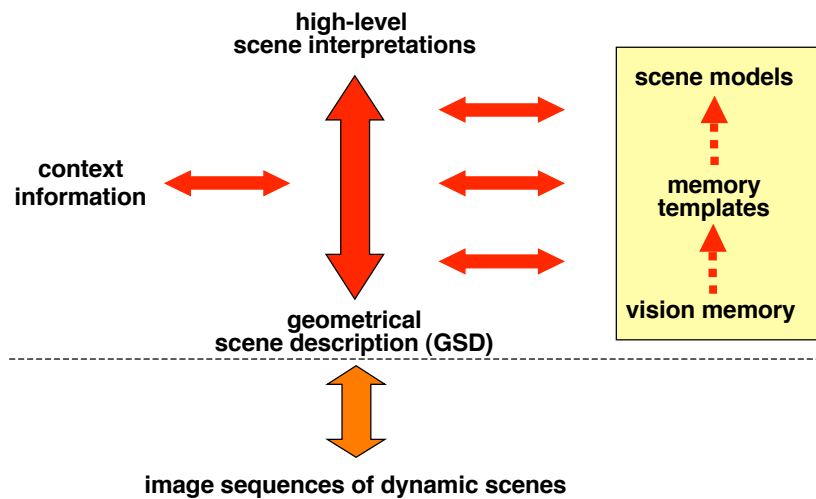 high-level
scene interpretations
scene models
context
information
memory
templates
vision memory
geometrical
scene description (GSD)
image sequences of dynamic scenes